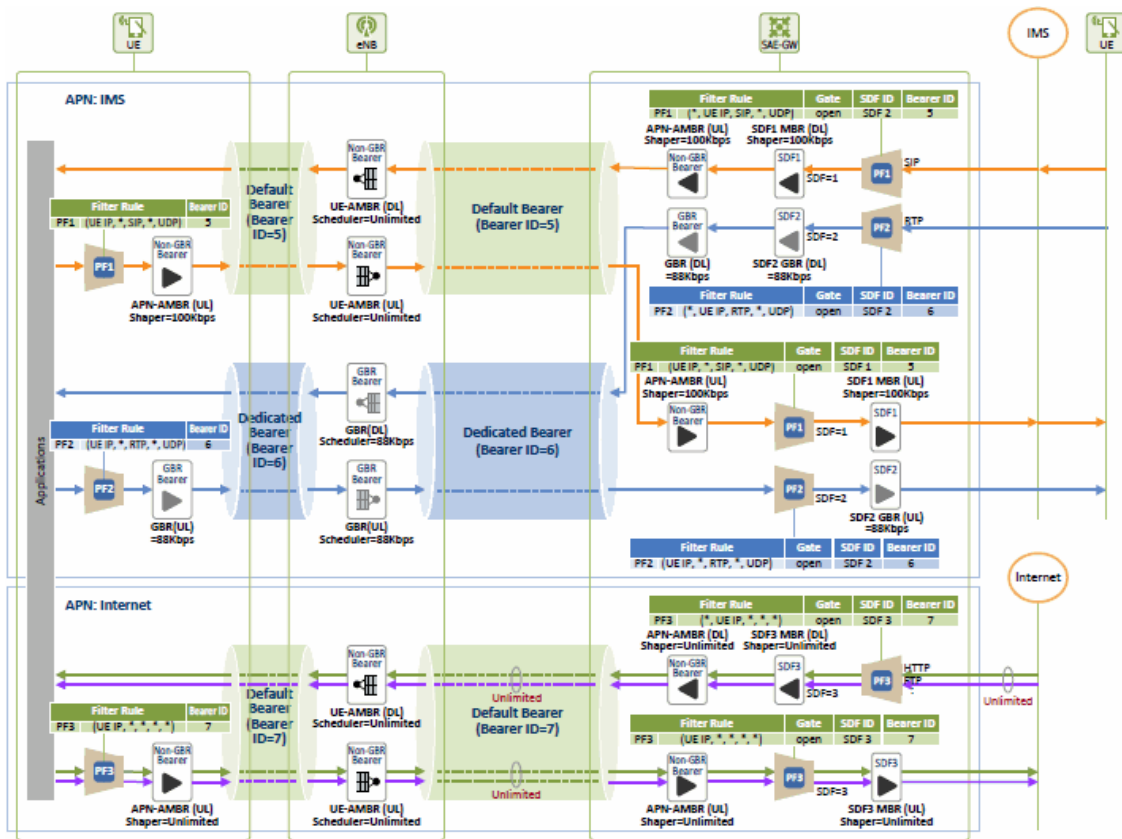 UE
eNB
SAE-GW
IMS
UE
APN: IMS
Filter Rule Gate SDF ID Bearer ID
PF1 (*, UE IP, SIP, *, UDP) open SDF 2 5
APN-AMBR (UL) SDF1 MBR (DL)
Shaper=100Kbps Shaper=100Kbps
Non-GBR Bearer
Non-GBR Bearer
SDF1
SDF=1
PF1
SIP
UE-AMBR (DL)
Scheduler=Unlimited
Default Bearer (Bearer ID=5)
Default Bearer
(Bearer ID=5)
GBR Bearer
SDF2
SDF=2
PF2
RTP
GBR (DL)
=88Kbps
SDF2 GBR (DL)
=88Kbps
Filter Rule Bearer ID
PF1 (UE IP, *, SIP, *, UDP) 5
PF1
Non-GBR Bearer
APN-AMBR (UL)
Shaper=100Kbps
Non-GBR Bearer
UE-AMBR (UL)
Scheduler=Unlimited
Filter Rule Gate SDF ID Bearer ID
PF2 (*, UE IP, RTP, *, UDP) open SDF 2 6
Filter Rule Gate SDF ID Bearer ID
PF1 (UE IP, *, SIP, *, UDP) open SDF 1 5
APN-AMBR (UL) SDF1 MBR (UL)
Shaper=100Kbps Shaper=100Kbps
Non-GBR Bearer
PF1
SDF=1
SDF1
GBR Bearer
GBR(DL)
Scheduler=88Kbps
Dedicated Bearer (Bearer ID=6)
Dedicated Bearer
(Bearer ID=6)
Applications
Filter Rule Bearer ID
PF2 (UE IP, *, RTP, *, UDP) 6
PF2
GBR Bearer
GBR(UL)
=88Kbps
GBR Bearer
GBR(UL)
Scheduler=88Kbps
PF2
SDF=2
SDF2
SDF2 GBR (UL)
=88Kbps
Filter Rule Gate SDF ID Bearer ID
PF2 (UE IP, *, RTP, *, UDP) open SDF 2 6
Internet
APN: Internet
Filter Rule Gate SDF ID Bearer ID
PF3 (*, UE IP, *, *, *) open SDF 3 7
APN-AMBR (DL) SDF3 MBR (DL)
Shaper=Unlimited Shaper=Unlimited
Non-GBR Bearer
Non-GBR Bearer
SDF3
SDF=3
PF3
HTTP
RTP
Unlimited
Unlimited
UE-AMBR (DL)
Scheduler=Unlimited
Default Bearer (Bearer ID=7)
Default Bearer
(Bearer ID=7)
Filter Rule Bearer ID
PF3 (UE IP, *, *, *, *) 7
PF3
Non-GBR Bearer
APN-AMBR (UL)
Shaper=Unlimited
Non-GBR Bearer
UE-AMBR (UL)
Scheduler=Unlimited
Unlimited
Filter Rule Gate SDF ID Bearer ID
PF3 (UE IP, *, *, *, *) open SDF 3 7
Non-GBR Bearer
APN-AMBR (UL)
Shaper=Unlimited
PF3
SDF=3
SDF3
SDF3 MBR (UL)
Shaper=Unlimited